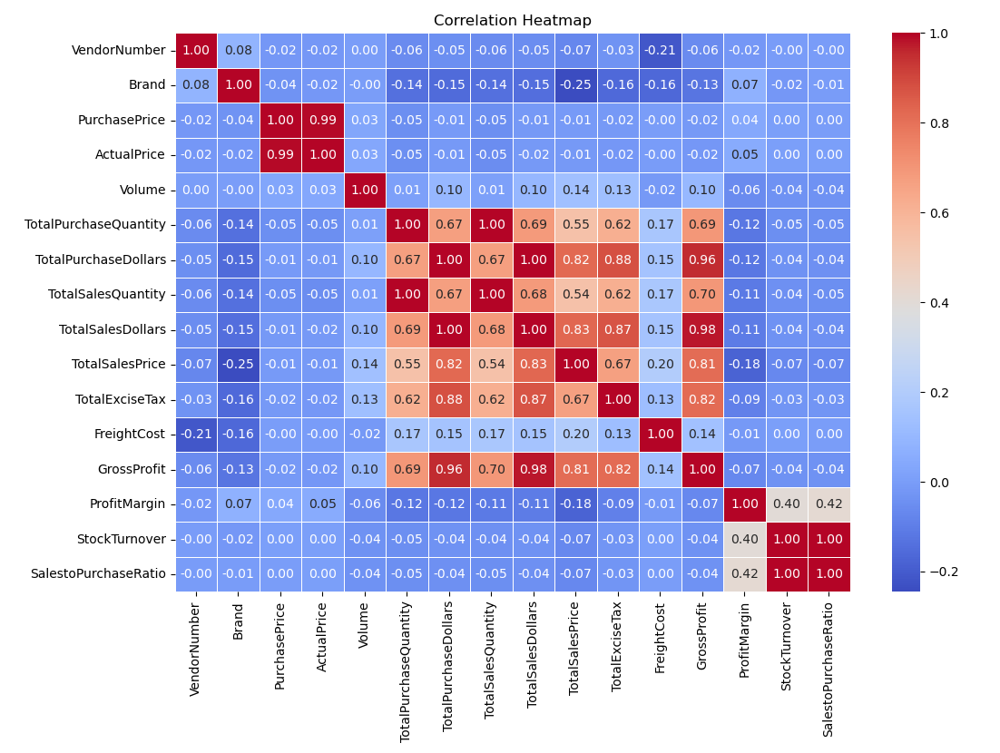 Correlation Heatmap
VendorNumber 1.00 0.08 -0.02 -0.02 0.00 -0.06 -0.05 -0.06 -0.05 -0.07 -0.03 -0.21 -0.06 -0.02 -0.00 -0.00
Brand 0.08 1.00 -0.04 -0.02 -0.00 -0.14 -0.15 -0.14 -0.15 -0.25 -0.16 -0.16 -0.13 0.07 -0.02 -0.01
PurchasePrice -0.02 -0.04 1.00 0.99 0.03 -0.05 -0.01 -0.05 -0.01 -0.01 -0.02 -0.00 -0.02 0.04 0.00 0.00
ActualPrice -0.02 -0.02 0.99 1.00 0.03 -0.05 -0.01 -0.05 -0.02 -0.01 -0.02 -0.00 -0.02 0.05 0.00 0.00
Volume 0.00 -0.00 0.03 0.03 1.00 0.01 0.10 0.01 0.10 0.14 0.13 -0.02 0.10 -0.06 -0.04 -0.04
TotalPurchaseQuantity -0.06 -0.14 -0.05 -0.05 0.01 1.00 0.67 1.00 0.69 0.55 0.62 0.17 0.69 -0.12 -0.05 -0.05
TotalPurchaseDollars -0.05 -0.15 -0.01 -0.01 0.10 0.67 1.00 0.67 1.00 0.82 0.88 0.15 0.96 -0.12 -0.04 -0.04
TotalSalesQuantity -0.06 -0.14 -0.05 -0.05 0.01 1.00 0.67 1.00 0.68 0.54 0.62 0.17 0.70 -0.11 -0.04 -0.05
TotalSalesDollars -0.05 -0.15 -0.01 -0.02 0.10 0.69 1.00 0.68 1.00 0.83 0.87 0.15 0.98 -0.11 -0.04 -0.04
TotalSalesPrice -0.07 -0.25 -0.01 -0.01 0.14 0.55 0.82 0.54 0.83 1.00 0.67 0.20 0.81 -0.18 -0.07 -0.07
TotalExciseTax -0.03 -0.16 -0.02 -0.02 0.13 0.62 0.88 0.62 0.87 0.67 1.00 0.13 0.82 -0.09 -0.03 -0.03
FreightCost -0.21 -0.16 -0.00 -0.00 -0.02 0.17 0.15 0.17 0.15 0.20 0.13 1.00 0.14 -0.01 0.00 0.00
GrossProfit -0.06 -0.13 -0.02 -0.02 0.10 0.69 0.96 0.70 0.98 0.81 0.82 0.14 1.00 -0.07 -0.04 -0.04
ProfitMargin -0.02 0.07 0.04 0.05 -0.06 -0.12 -0.12 -0.11 -0.11 -0.18 -0.09 -0.01 -0.07 1.00 0.40 0.42
StockTurnover -0.00 -0.02 0.00 0.00 -0.04 -0.05 -0.04 -0.04 -0.04 -0.07 -0.03 0.00 -0.04 0.40 1.00 1.00
SalestoPurchaseRatio -0.00 -0.01 0.00 0.00 -0.04 -0.05 -0.04 -0.05 -0.04 -0.07 -0.03 0.00 -0.04 0.42 1.00 1.00
VendorNumber
Brand
PurchasePrice
ActualPrice
Volume
TotalPurchaseQuantity
TotalPurchaseDollars
TotalSalesQuantity
TotalSalesDollars
TotalSalesPrice
TotalExciseTax
FreightCost
GrossProfit
ProfitMargin
StockTurnover
SalestoPurchaseRatio
1.0
0.8
0.6
0.4
0.2
0.0
−0.2